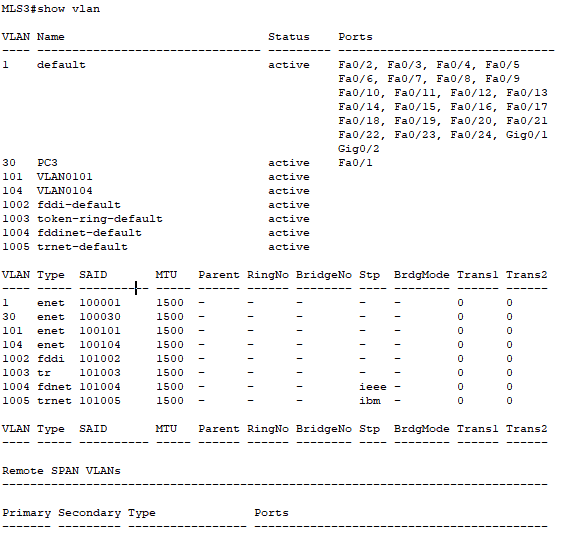 MLS3#show vlan
VLAN Name                             Status    Ports
---- -------------------------------- --------- -------------------------------
1    default                          active    Fa0/2, Fa0/3, Fa0/4, Fa0/5
                                                Fa0/6, Fa0/7, Fa0/8, Fa0/9
                                                Fa0/10, Fa0/11, Fa0/12, Fa0/13
                                                Fa0/14, Fa0/15, Fa0/16, Fa0/17
                                                Fa0/18, Fa0/19, Fa0/20, Fa0/21
                                                Fa0/22, Fa0/23, Fa0/24, Gig0/1
                                                Gig0/2
30   PC3                              active    Fa0/1
101  VLAN0101                         active
104  VLAN0104                         active
1002 fddi-default                     active
1003 token-ring-default               active
1004 fddinet-default                  active
1005 trnet-default                    active
VLAN Type  SAID       MTU   Parent RingNo BridgeNo Stp  BrdgMode Trans1 Trans2
---- ----- ---------- ----- ------ ------ -------- ---- -------- ------ ------
1    enet  100001     1500  -      -      -        -    -        0      0
30   enet  100030     1500  -      -      -        -    -        0      0
101  enet  100101     1500  -      -      -        -    -        0      0
104  enet  100104     1500  -      -      -        -    -        0      0
1002 fddi  101002     1500  -      -      -        -    -        0      0
1003 tr    101003     1500  -      -      -        -    -        0      0
1004 fdnet 101004     1500  -      -      -        ieee -        0      0
1005 trnet 101005     1500  -      -      -        ibm  -        0      0
VLAN Type  SAID       MTU   Parent RingNo BridgeNo Stp  BrdgMode Trans1 Trans2
---- ----- ---------- ----- ------ ------ -------- ---- -------- ------ ------
Remote SPAN VLANs
------------------------------------------------------------------------------
Primary Secondary Type              Ports
------- --------- ----------------- ------------------------------------------